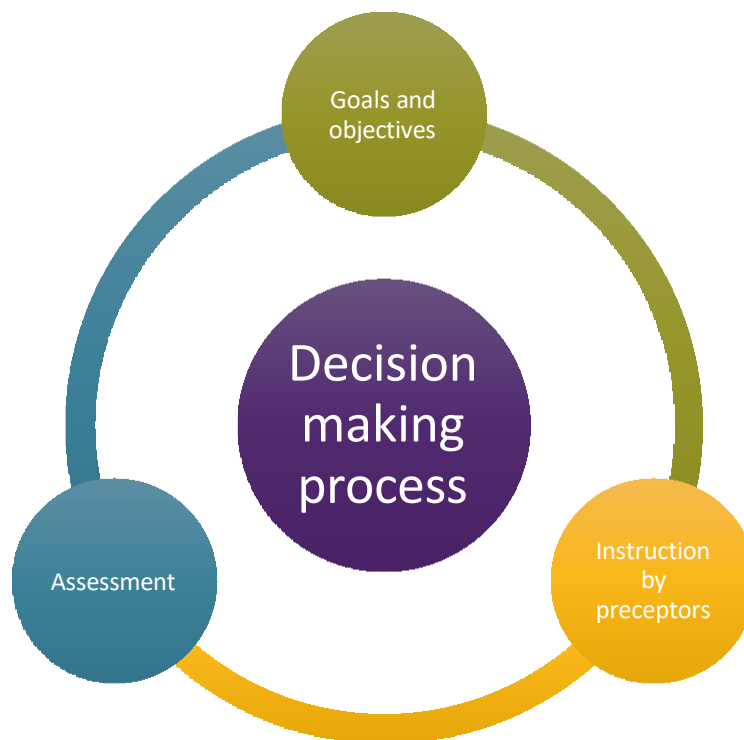 Goals and
objectives
Decision
making
process
Assessment
Instruction
by
preceptors